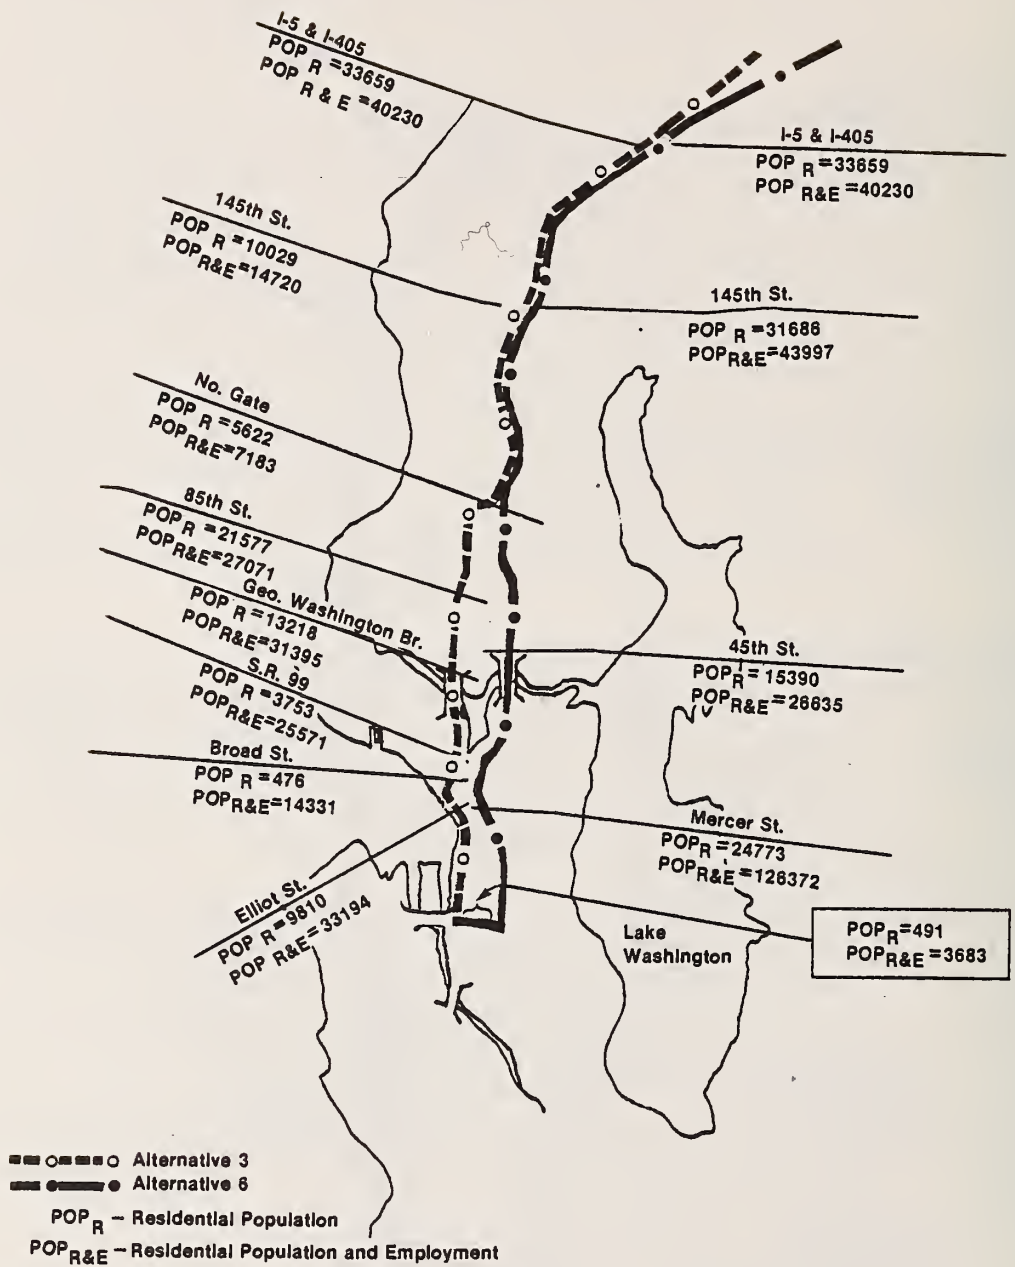 I-5 & I-405
POP R =33659
POP R & E =40230
I-5 & I-405
POP R =33659
POP R&E =40230
145th St.
POP R =10029
POP R&E =14720
145th St.
POP R =31686
POP R&E =43997
No. Gate
POP R =5622
POP R&E =7183
85th St.
POP R =21577
POP R&E =27071
Geo. Washington Br.
POP R =13218
POP R&E =31395
45th St.
POP R = 15390
POP R&E = 26635
S.R. 99
POP R =3753
POP R&E =25571
Broad St.
POP R =476
POP R&E =14331
Mercer St.
POP R =24773
POP R&E =126372
Elliot St.
POP R =9810
POP R&E =33194
Lake
Washington
POP R =491
POP R&E = 3683
Alternative 3
Alternative 6
POP R – Residential Population
POP R&E – Residential Population and Employment